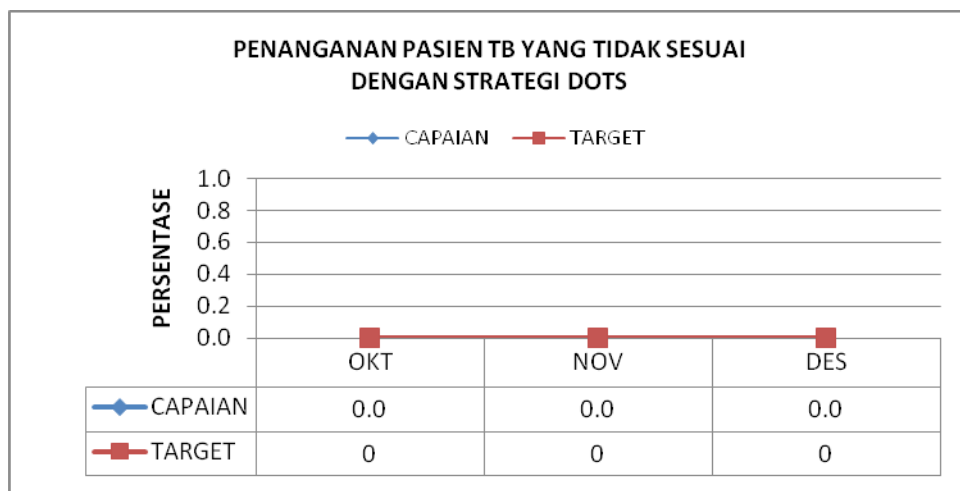 PENANGANAN PASIEN TB YANG TIDAK SESUAI
DENGAN STRATEGI DOTS
CAPAIAN TARGET
PERSENTASE
1.0
0.8
0.6
0.4
0.2
0.0
OKT NOV DES
CAPAIAN 0.0 0.0 0.0
TARGET 0 0 0